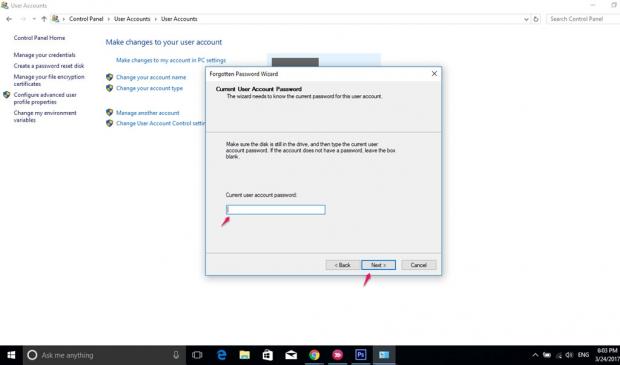 User Accounts
Control Panel > User Accounts > User Accounts
Search Control Panel
Control Panel Home
Manage your credentials
Create a password reset disk
Manage your file encryption
certificates
Configure advanced user
profile properties
Change my environment
variables
Make changes to your user account
Make changes to my account in PC settings
Change your account name
Change your account type
Manage another account
Change User Account Control settin
Forgotten Password Wizard
Current User Account Password
The wizard needs to know the current password for this user account.
Make sure the disk is still in the drive, and then type the current user
account password. If the account does not have a password, leave the box
blank.
Current user account password:
< Back
Next >
Cancel
Ask me anything
Ps
ENG
6:03 PM
3/24/2017